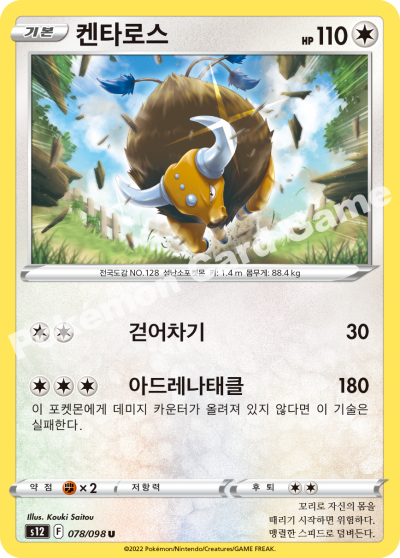 기본 켄타로스 HP 110
전국도감 NO.128 성난소포켓몬 키: 1.4 m 몸무게: 88.4 kg
걷어차기 30
아드레나태클 180
이 포켓몬에게 데미지 카운터가 올려져 있지 않다면 이 기술은
실패한다.
약점 ×2 저항력 후퇴
Illus. Kouki Saitou
꼬리로 자신의 몸을
s12 F 078/098 U
때리기 시작하면 위험하다.
맹렬한 스피드로 덤벼든다.
©2022 Pokémon/Nintendo/Creatures/GAME FREAK.
Pokémon Card Game